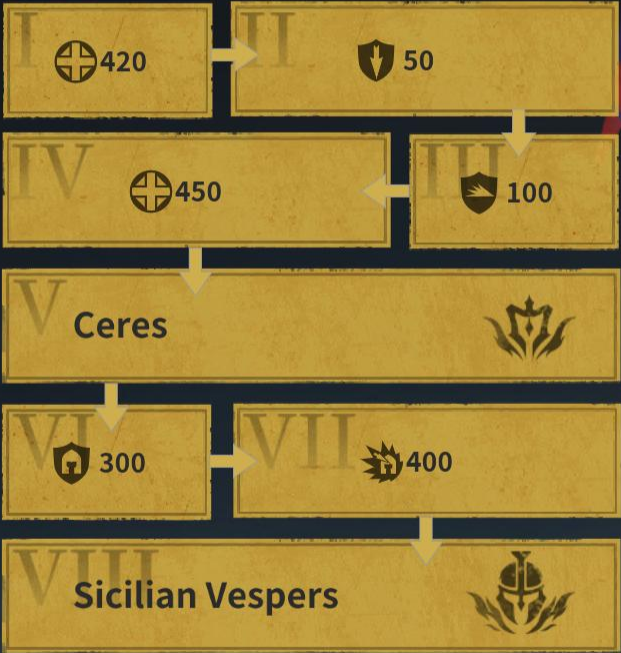 I 420
II 50
III 100
IV 450
V Ceres
VI 300
VII 400
VIII Sicilian Vespers